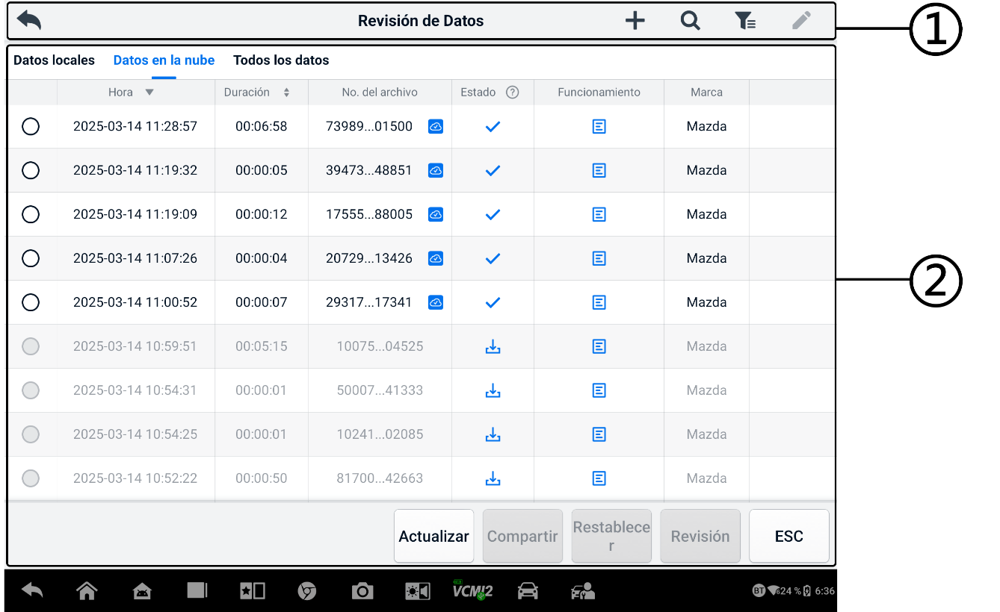 Revisión de Datos
1
Datos locales Datos en la nube Todos los datos
Hora Duración No. del archivo Estado ? Funcionamiento Marca
2025-03-14 11:28:57 00:06:58 73989...01500 Mazda
2025-03-14 11:19:32 00:00:05 39473...48851 Mazda
2025-03-14 11:19:09 00:00:12 17555...88005 Mazda
2025-03-14 11:07:26 00:00:04 20729...13426 Mazda
2
2025-03-14 11:00:52 00:00:07 29317...17341 Mazda
2025-03-14 10:59:51 00:05:15 10075...04525 Mazda
2025-03-14 10:54:31 00:00:01 50007...41333 Mazda
2025-03-14 10:54:25 00:00:01 10241...02085 Mazda
2025-03-14 10:52:22 00:00:50 81700...42663 Mazda
Actualizar Compartir Restablece
r Revisión ESC
VCMI2 BT 624 % 6:36